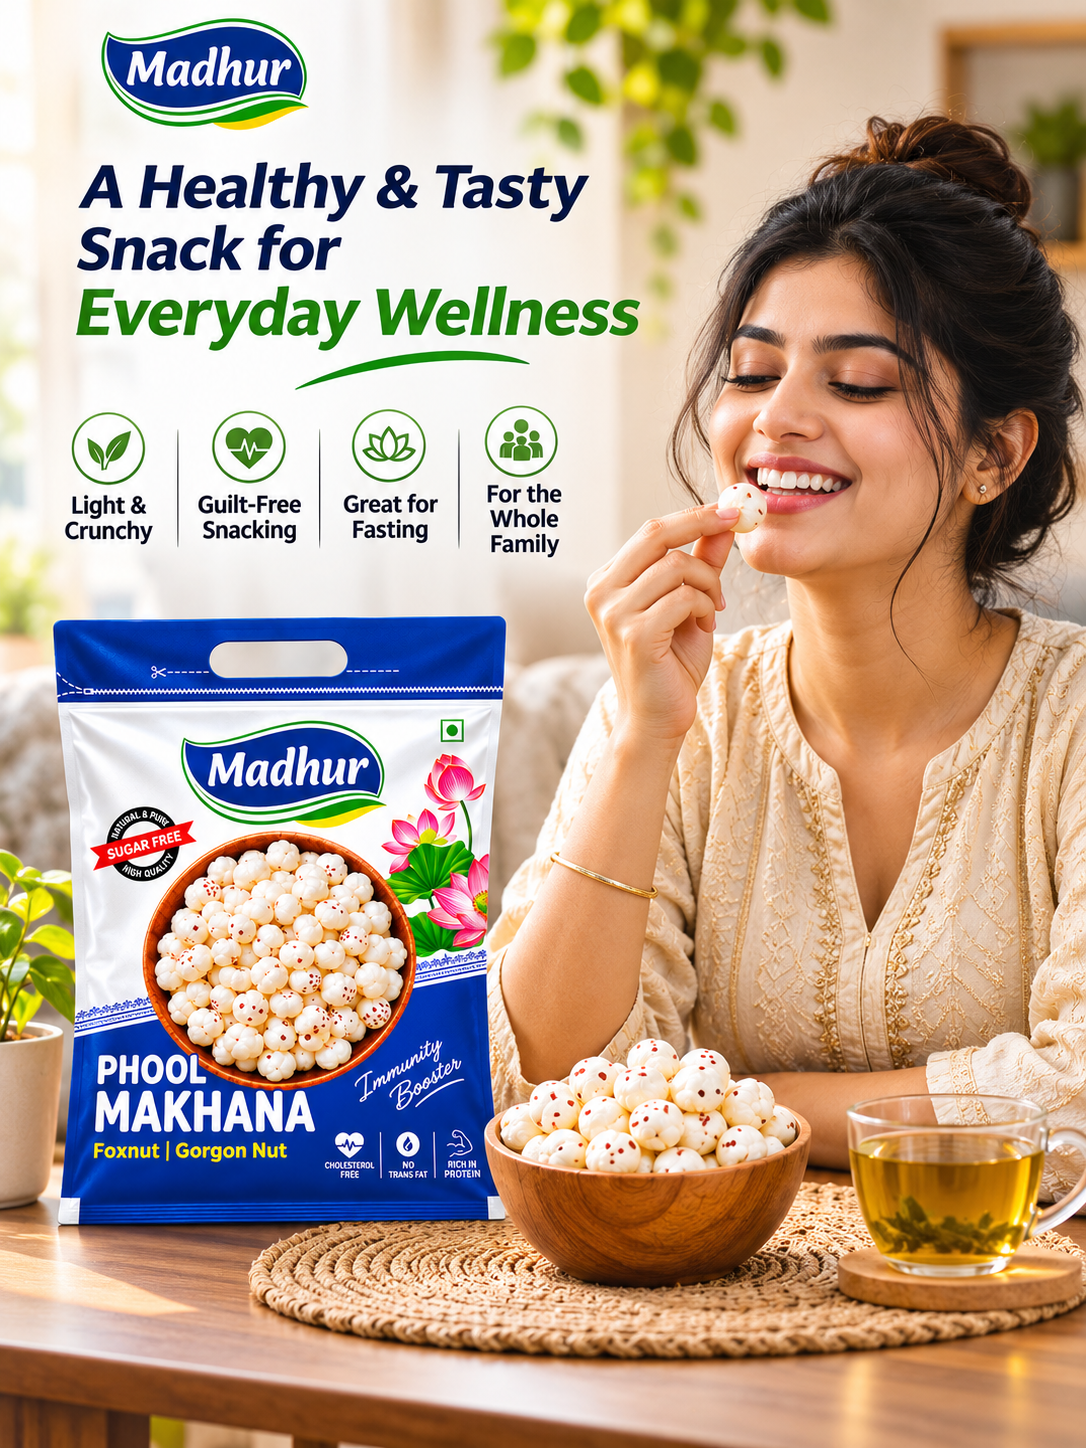 Madhur
A Healthy & Tasty
Snack for
Everyday Wellness
Light &
Crunchy
Guilt-Free
Snacking
Great for
Fasting
For the
Whole
Family
Madhur
NATURAL & PURE
SUGAR FREE
HIGH QUALITY
PHOOL
MAKHANA
Foxnut | Gorgon Nut
Immunity
Booster
CHOLESTEROL
FREE
NO
TRANS FAT
RICH IN
PROTEIN